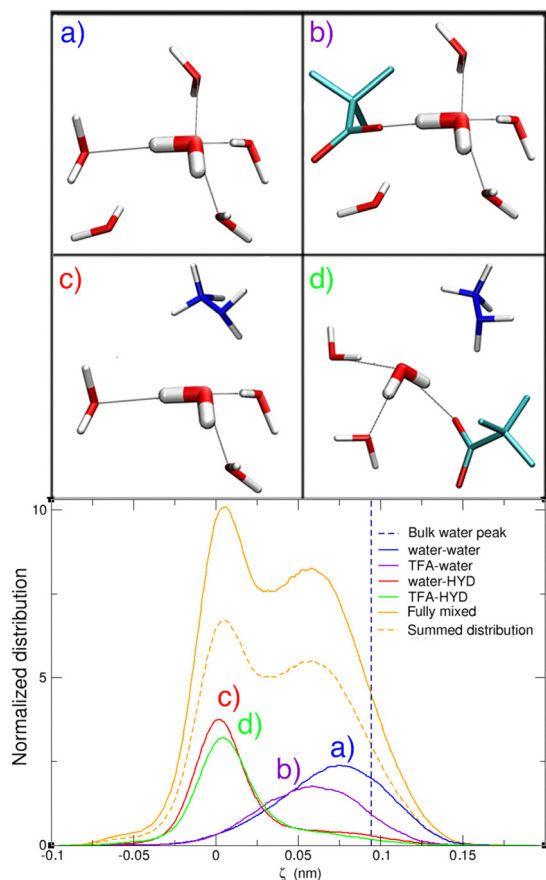 a)
b)
c)
d)
10
5
0
Normalized distribution
Bulk water peak
water-water
TFA-water
water-HYD
TFA-HYD
Fully mixed
Summed distribution
c)
d)
b)
a)
-0.1
-0.05
0
0.05
0.1
0.15
ζ (nm)